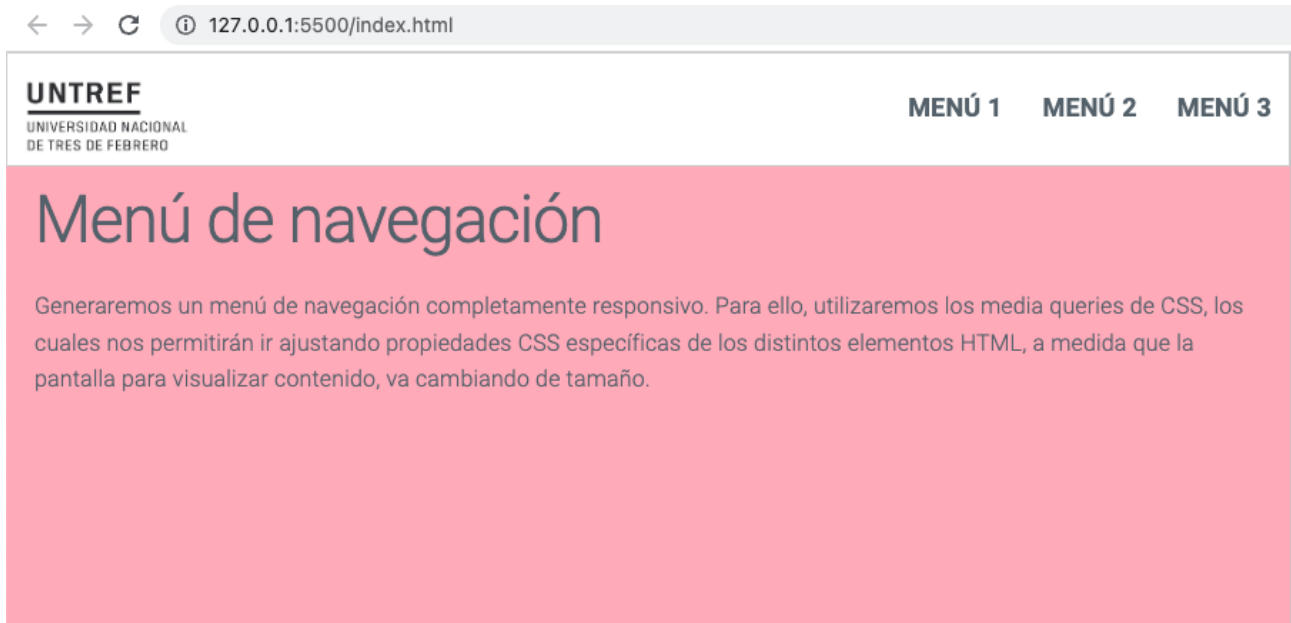 127.0.0.1:5500/index.html
UNTREF
UNIVERSIDAD NACIONAL
DE TRES DE FEBRERO
MENÚ 1 MENÚ 2 MENÚ 3
Menú de navegación
Generaremos un menú de navegación completamente responsivo. Para ello, utilizaremos los media queries de CSS, los
cuales nos permitirán ir ajustando propiedades CSS específicas de los distintos elementos HTML, a medida que la
pantalla para visualizar contenido, va cambiando de tamaño.